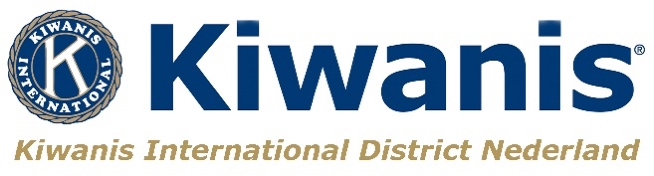 KIWANIS
K
INTERNATIONAL
Kiwanis®
Kiwanis International District Nederland